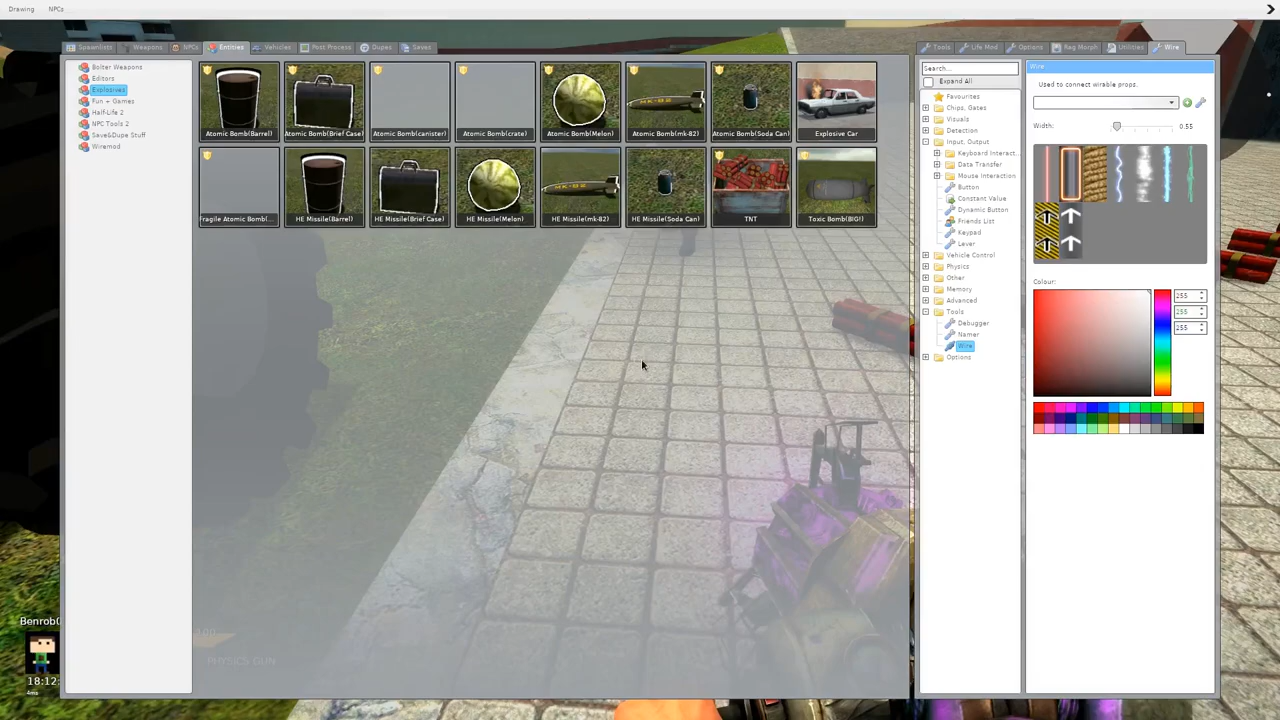 Drawing NPCs
Spawnlists Weapons NPCs Entities Vehicles Post Process Dupes Saves
Tools Life Mod Options Rag Morph Utilities Wire
Bolter Weapons
Editors
Explosives
Fun + Games
Half-Life 2
NPC Tools 2
Save&Dupe Stuff
Wiremod
Atomic Bomb(Barrel) Atomic Bomb(Brief Case) Atomic Bomb(canister) Atomic Bomb(crate) Atomic Bomb(Melon) Atomic Bomb(mk-82) Atomic Bomb(Soda Can) Explosive Car
Fragile Atomic Bomb(... HE Missile(Barrel) HE Missile(Brief Case) HE Missile(Melon) HE Missile(mk-82) HE Missile(Soda Can) TNT Toxic Bomb(BIG!)
Search...
Expand All
Favourites
Chips, Gates
Visuals
Detection
Input, Output
Keyboard Interact...
Data Transfer
Mouse Interaction
Button
Constant Value
Dynamic Button
Friends List
Keypad
Lever
Vehicle Control
Physics
Other
Memory
Advanced
Tools
Debugger
Namer
Wire
Options
Wire
Used to connect wirable props.
Width: 0.55
Colour:
255
255
255
Benrob(
18:12:
4ms
100
PHYSICS GUN